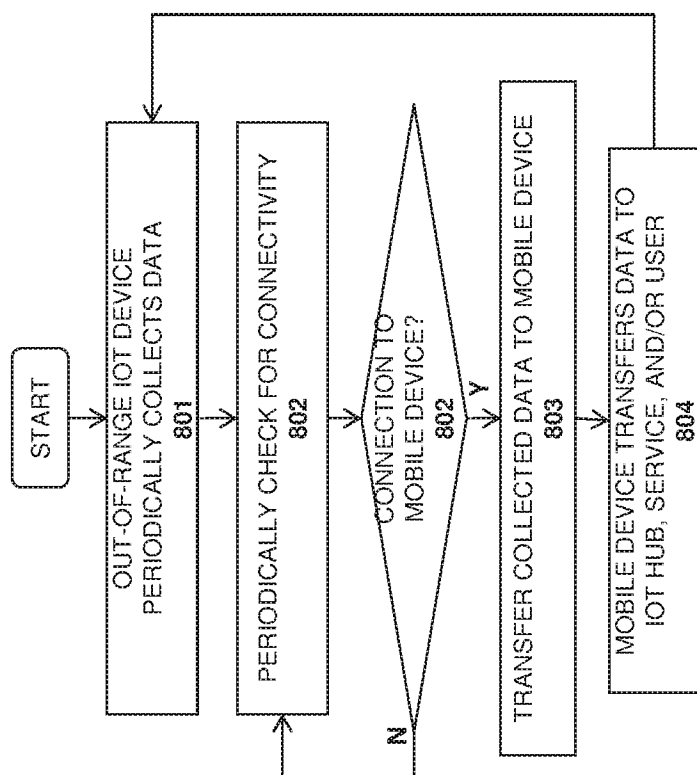 START
OUT-OF-RANGE IOT DEVICE
PERIODICALLY COLLECTS DATA
801
PERIODICALLY CHECK FOR CONNECTIVITY
802
CONNECTION TO
MOBILE DEVICE?
802
N
Y
TRANSFER COLLECTED DATA TO MOBILE DEVICE
803
MOBILE DEVICE TRANSFERS DATA TO
IOT HUB, SERVICE, AND/OR USER
804